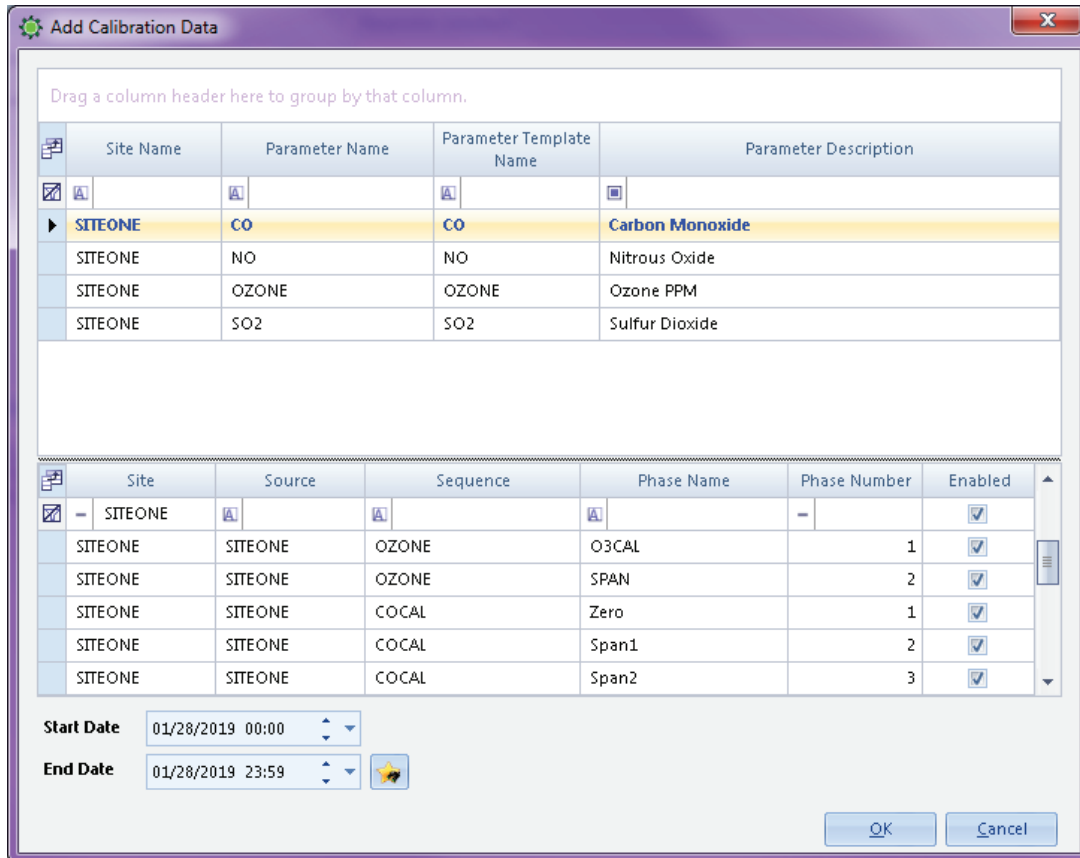 Add Calibration Data
Drag a column header here to group by that column.
Site Name Parameter Name Parameter Template Name Parameter Description
SITEONE CO CO Carbon Monoxide
SITEONE NO NO Nitrous Oxide
SITEONE OZONE OZONE Ozone PPM
SITEONE SO2 SO2 Sulfur Dioxide
Site Source Sequence Phase Name Phase Number Enabled
SITEONE
SITEONE SITEONE OZONE O3CAL 1
SITEONE SITEONE OZONE SPAN 2
SITEONE SITEONE COCAL Zero 1
SITEONE SITEONE COCAL Span1 2
SITEONE SITEONE COCAL Span2 3
Start Date 01/28/2019 00:00
End Date 01/28/2019 23:59
OK Cancel